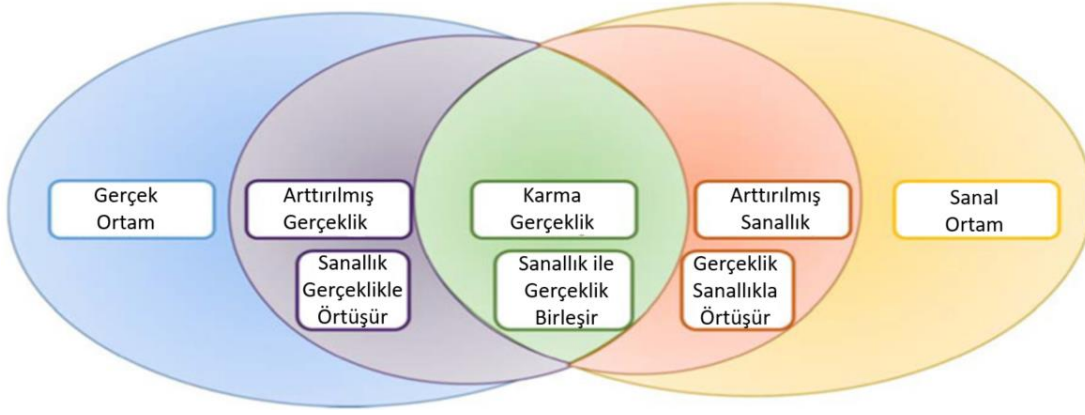 Gerçek
Ortam
Arttırılmış
Gerçeklik
Karma
Gerçeklik
Arttırılmış
Sanallık
Sanal
Ortam
Sanallık
Gerçeklikle
Örtüşür
Sanallık ile
Gerçeklik
Birleşir
Gerçeklik
Sanallıkla
Örtüşür